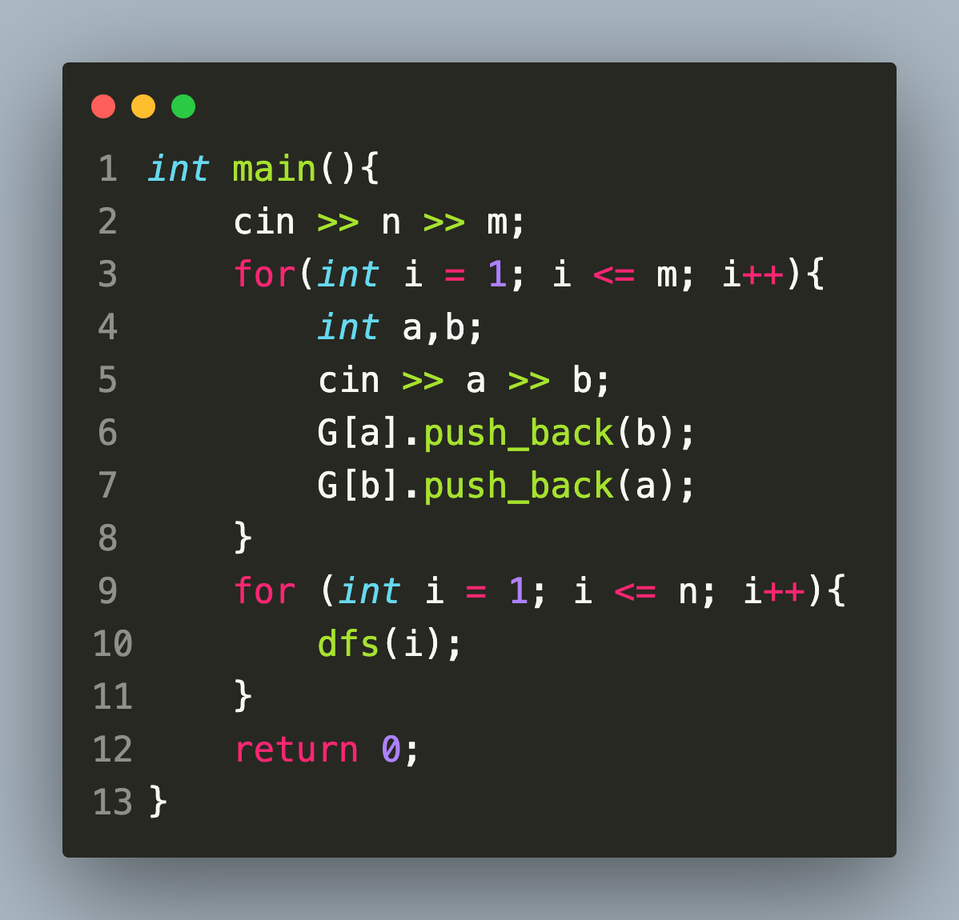 1 int main(){
2     cin >> n >> m;
3     for(int i = 1; i <= m; i++){
4         int a,b;
5         cin >> a >> b;
6         G[a].push_back(b);
7         G[b].push_back(a);
8     }
9     for (int i = 1; i <= n; i++){
10         dfs(i);
11     }
12     return 0;
13 }